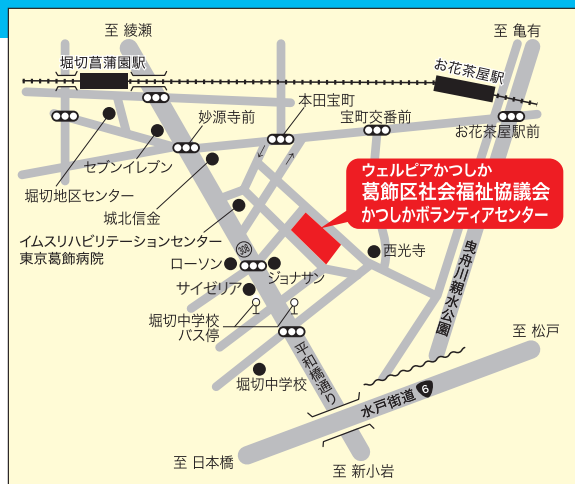 至 綾瀬
至 亀有
堀切菖蒲園駅
お花茶屋駅
本田宝町
妙源寺前
宝町交番前
お花茶屋駅前
セブンイレブン
堀切地区センター
城北信金
ウェルピアかつしか
葛飾区社会福祉協議会
かつしかボランティアセンター
イムスリハビリテーションセンター
東京葛飾病院
西光寺
308
ローソン
ジョナサン
サイゼリア
曳舟川親水公園
堀切中学校
バス停
至 松戸
平和橋通り
堀切中学校
水戸街道
6
至 日本橋
至 新小岩